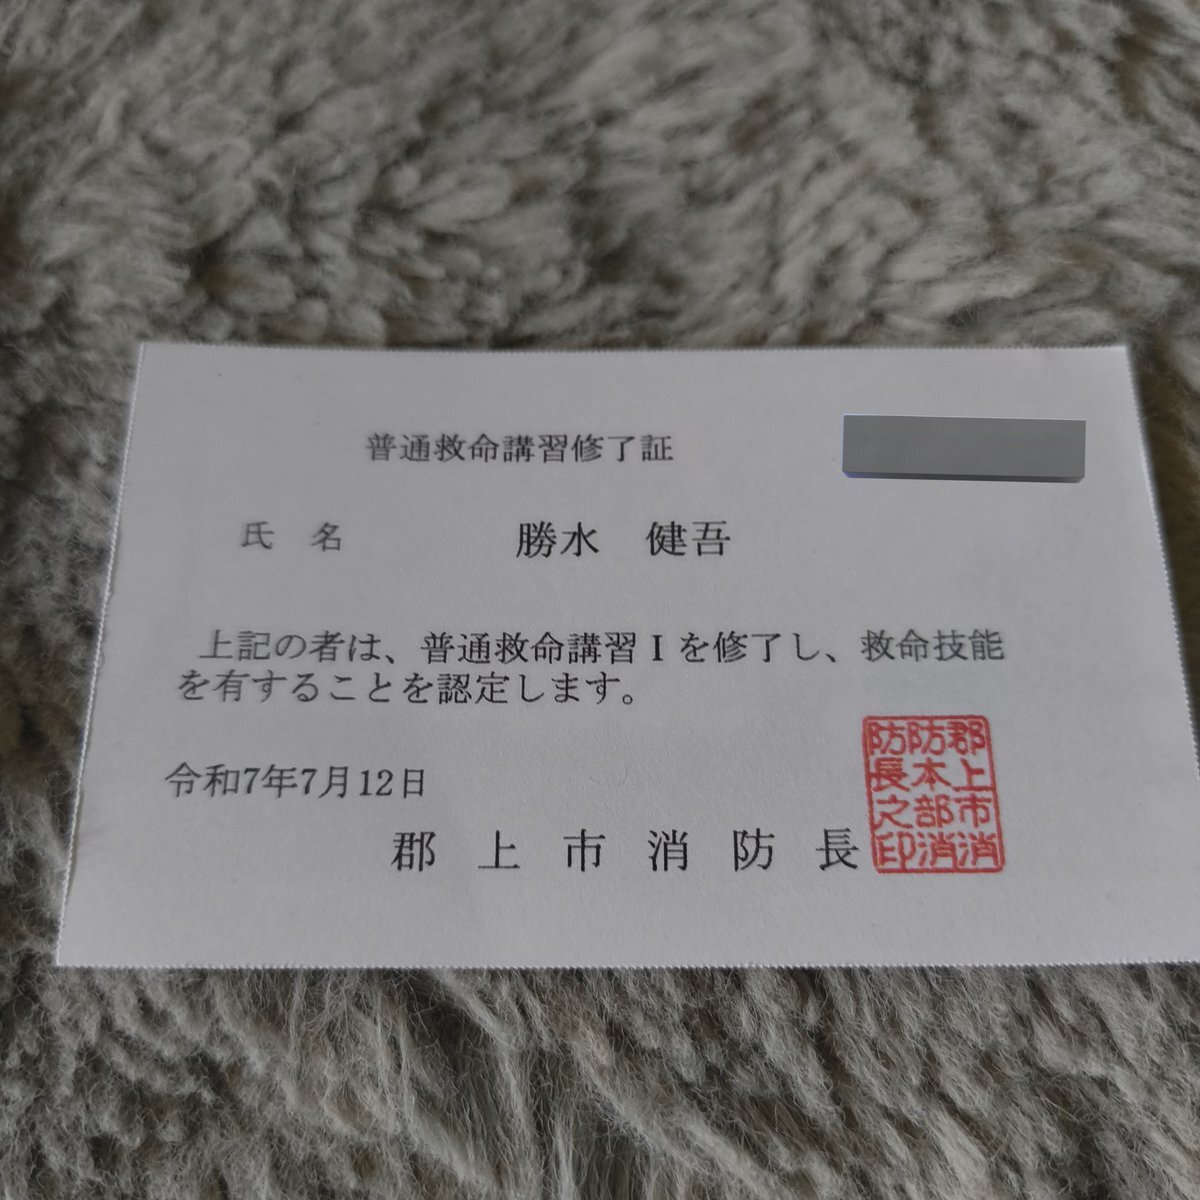 普通救命講習修了証
氏 名 勝水 健吾
上記の者は、普通救命講習Ⅰを修了し、救命技能
を有することを認定します。
令和7年7月12日
郡上市消防長
郡上市消
防本部消
防長之印